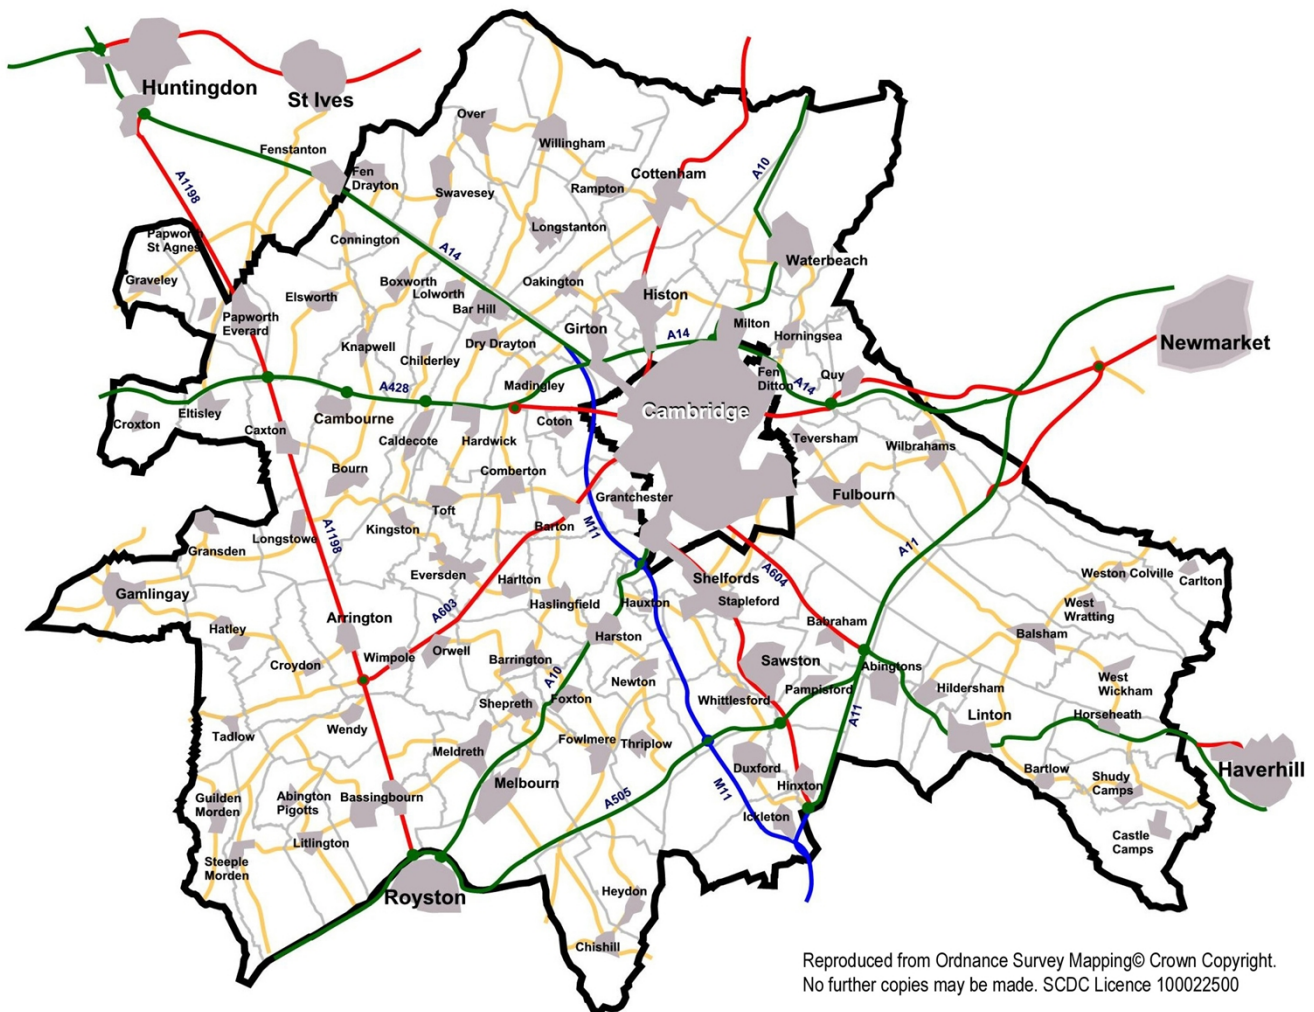 Huntingdon
St Ives
Over
Willingham
Fenstanton
Fen
Drayton
Swavesey
Rampton
Cottenham
A10
A1198
Papworth
St Agnes
Connington
Longstanton
Waterbeach
A14
Graveley
Elsworth
Boxworth
Lolworth
Oakington
Histon
Bar Hill
Papworth
Everard
Girton
A14
Milton
Horningsea
Newmarket
Knapwell
Childerley
Dry Drayton
Madingley
Fen
Ditton
A14
Quy
A428
Eltisley
Croxton
Cambourne
Cambridge
Caxton
Caldecote
Hardwick
Coton
Teversham
Wilbrahams
Bourn
Comberton
Grantchester
Fulbourn
Toft
Kingston
Barton
M11
Gransden
Longstowe
A1198
A11
Eversden
Harlton
Shelfords
A604
Weston Colville
Carlton
Gamlingay
Haslingfield
Hauxton
Stapleford
West
Wratting
A603
Arrington
Babraham
Hatley
Harston
Balsham
Croydon
Wimpole
Orwell
Barrington
Sawston
Abingtons
Newton
Pampisford
Hildersham
West
Wickham
A10
Shepreth
Foxton
Whittlesford
Linton
Horseheath
A11
Tadlow
Wendy
Meldreth
Fowlmere
Thriplow
Duxford
Bartlow
Shudy
Camps
Haverhill
Melbourn
M11
Hinxton
Guilden
Morden
Abington
Pigotts
Bassingbourn
A505
Ickleton
Litlington
Castle
Camps
Steeple
Morden
Royston
Heydon
Chishill
Reproduced from Ordnance Survey Mapping© Crown Copyright.
No further copies may be made. SCDC Licence 100022500